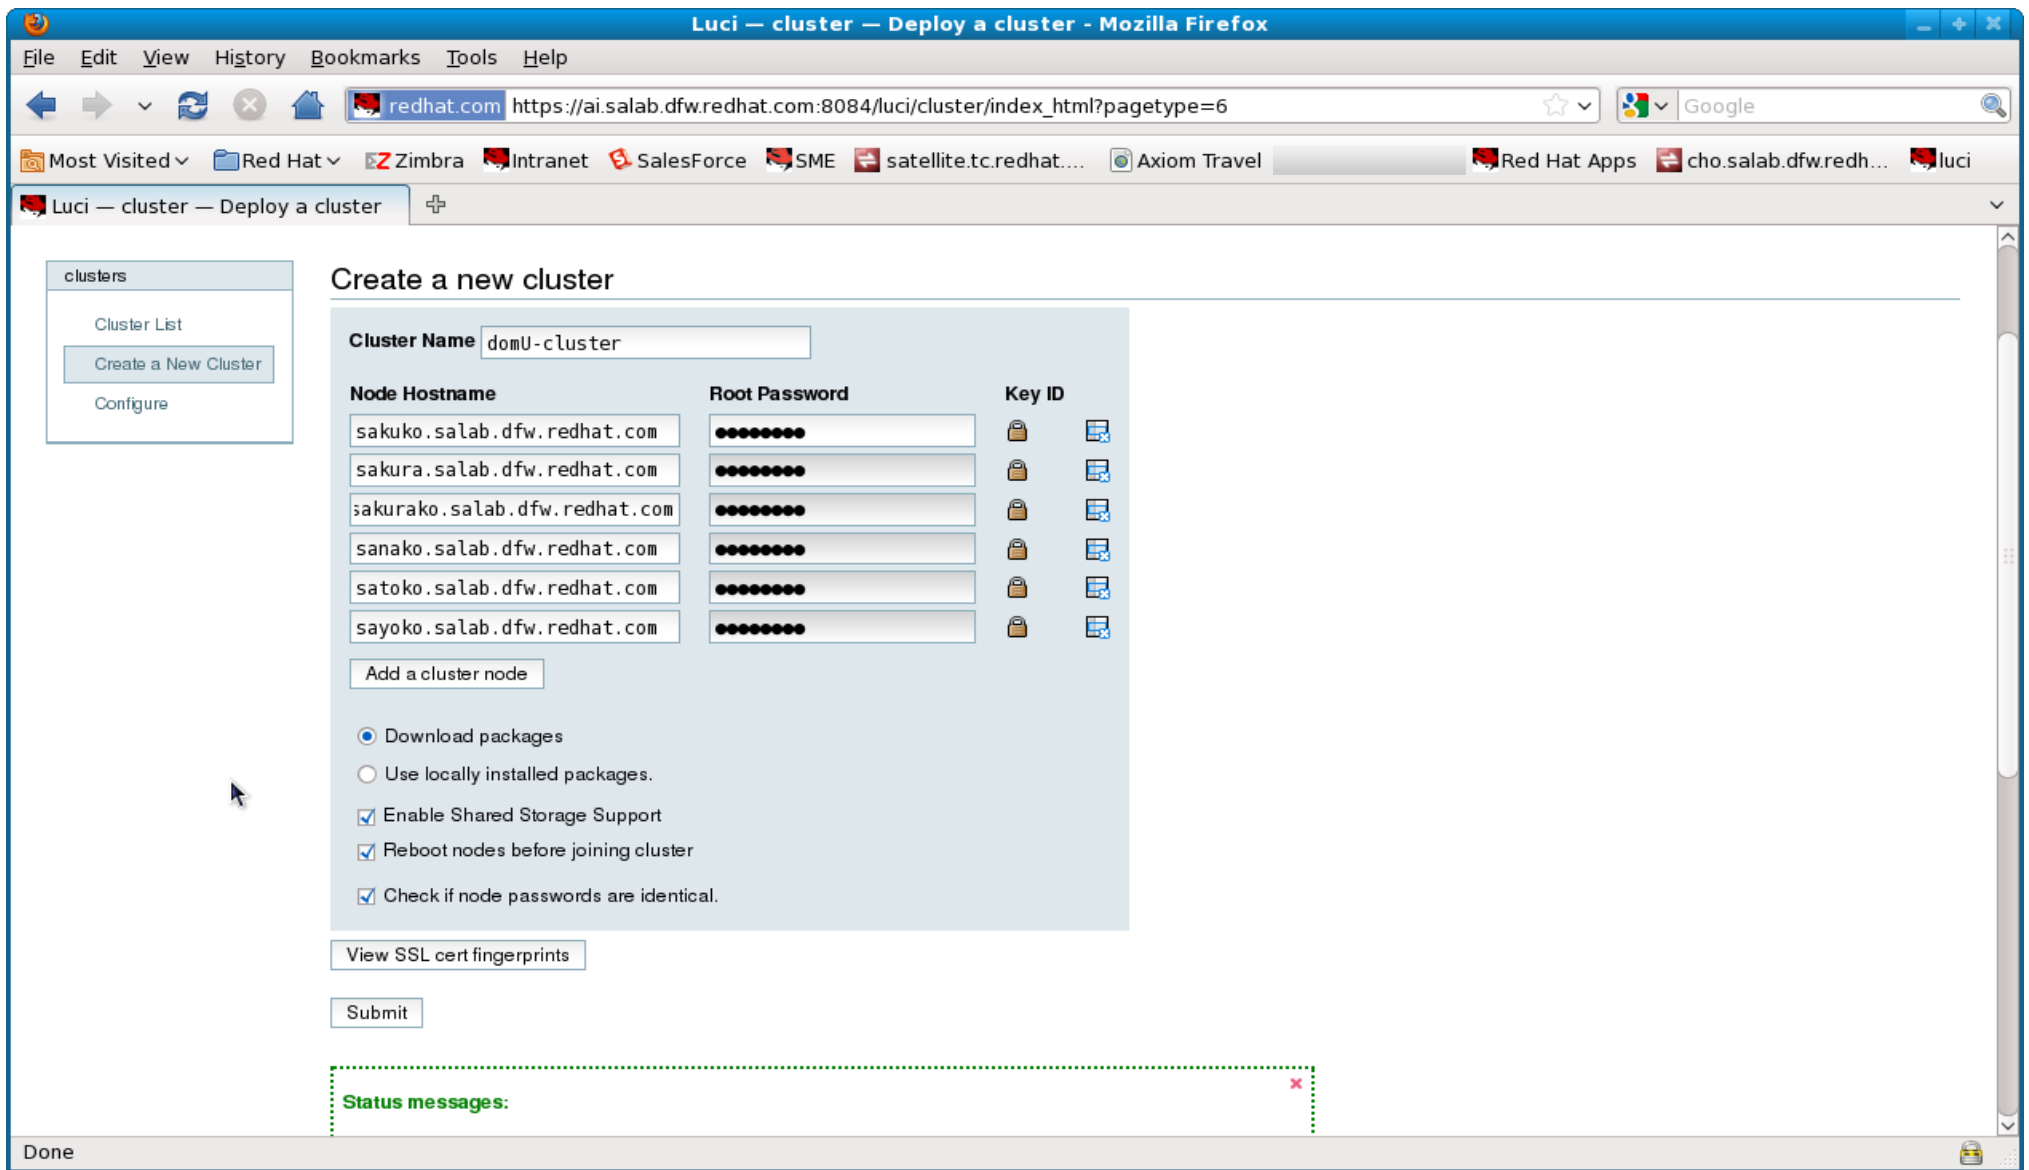 Luci — cluster — Deploy a cluster - Mozilla Firefox
File Edit View History Bookmarks Tools Help
redhat.com https://ai.salab.dfw.redhat.com:8084/luci/cluster/index_html?pagetype=6 Google
Most Visited Red Hat Zimbra Intranet SalesForce SME satellite.tc.redhat.... Axiom Travel Red Hat Apps cho.salab.dfw.redh... luci
Luci — cluster — Deploy a cluster
clusters
Cluster List
Create a New Cluster
Configure
Create a new cluster
Cluster Name domU-cluster
Node Hostname Root Password Key ID
sakuko.salab.dfw.redhat.com ●●●●●●●●
sakura.salab.dfw.redhat.com ●●●●●●●●
sakurako.salab.dfw.redhat.com ●●●●●●●●
sanako.salab.dfw.redhat.com ●●●●●●●●
satoko.salab.dfw.redhat.com ●●●●●●●●
sayoko.salab.dfw.redhat.com ●●●●●●●●
Add a cluster node
Download packages
Use locally installed packages.
Enable Shared Storage Support
Reboot nodes before joining cluster
Check if node passwords are identical.
View SSL cert fingerprints
Submit
Status messages:
Done